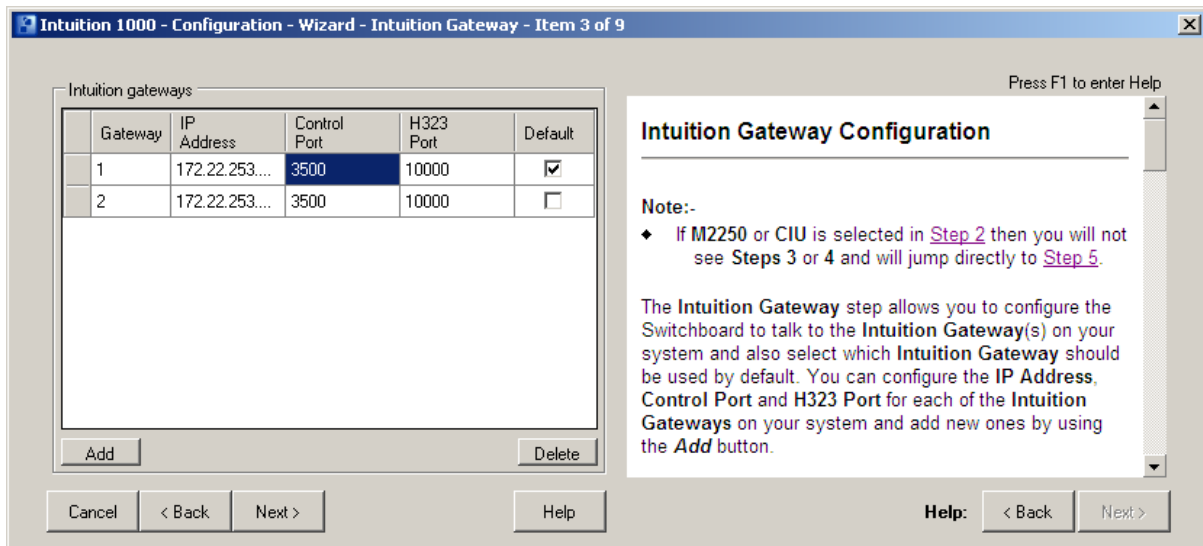 Intuition 1000 - Configuration - Wizard - Intuition Gateway - Item 3 of 9
Press F1 to enter Help
Intuition gateways
Gateway IP Address Control Port H323 Port Default
1 172.22.253.... 3500 10000
2 172.22.253.... 3500 10000
Add Delete
Cancel < Back Next > Help
Intuition Gateway Configuration
Note:-
◆ If M2250 or CIU is selected in Step 2 then you will not
see Steps 3 or 4 and will jump directly to Step 5.
The Intuition Gateway step allows you to configure the
Switchboard to talk to the Intuition Gateway(s) on your
system and also select which Intuition Gateway should
be used by default. You can configure the IP Address,
Control Port and H323 Port for each of the Intuition
Gateways on your system and add new ones by using
the Add button.
Help: < Back Next >